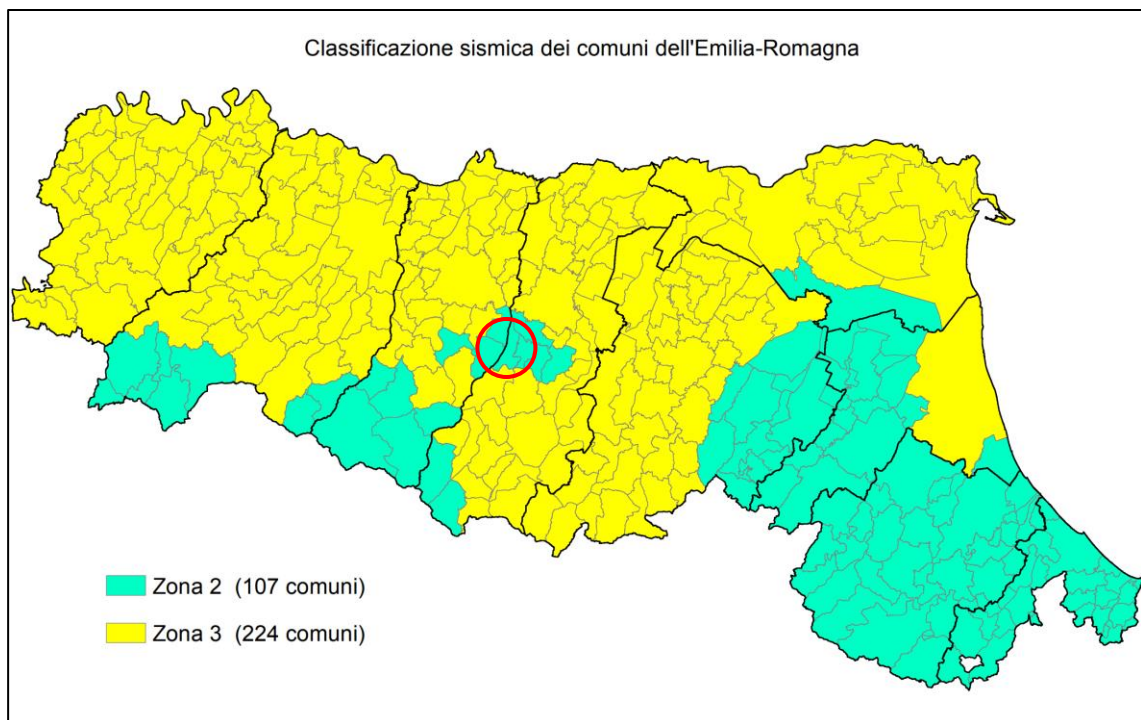 Classificazione sismica dei comuni dell'Emilia-Romagna
Zona 2 (107 comuni)
Zona 3 (224 comuni)